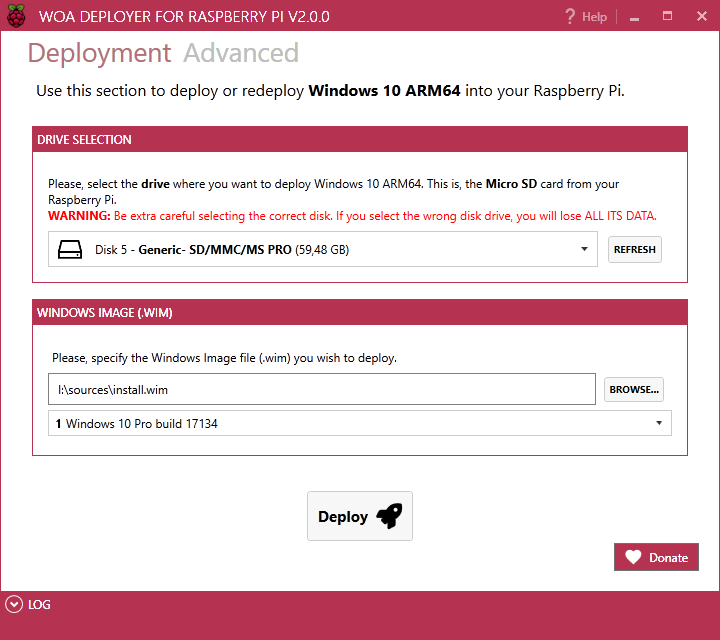 WOA DEPLOYER FOR RASPBERRY PI V2.0.0
? Help
Deployment Advanced
Use this section to deploy or redeploy Windows 10 ARM64 into your Raspberry Pi.
DRIVE SELECTION
Please, select the drive where you want to deploy Windows 10 ARM64. This is, the Micro SD card from your
Raspberry Pi.
WARNING: Be extra careful selecting the correct disk. If you select the wrong disk drive, you will lose ALL ITS DATA.
Disk 5 - Generic- SD/MMC/MS PRO (59,48 GB)
REFRESH
WINDOWS IMAGE (.WIM)
Please, specify the Windows Image file (.wim) you wish to deploy.
I:\sources\install.wim
BROWSE...
1 Windows 10 Pro build 17134
Deploy
Donate
LOG